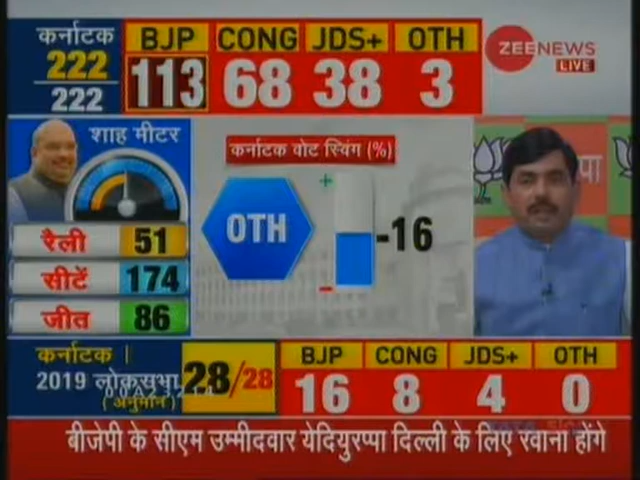 कर्नाटक
222
222
BJP CONG JDS+ OTH
113 68 38 3
ZEE NEWS
LIVE
शाह मीटर
रैली 51
सीटें 174
जीत 86
कर्नाटक वोट स्विंग (%)
OTH
+
-
-16
पा
कर्नाटक
2019 लोकसभा
(अनुमान)
28/28
BJP CONG JDS+ OTH
16 8 4 0
बीजेपी के सीएम उम्मीदवार येदियुरप्पा दिल्ली के लिए रवाना होंगे